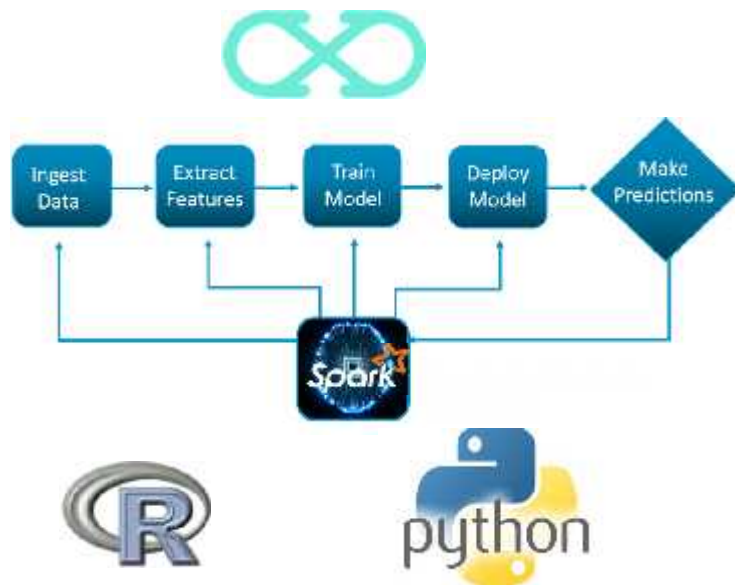 Ingest
Data
Extract
Features
Train
Model
Deploy
Model
Make
Predictions
Spark
R
python